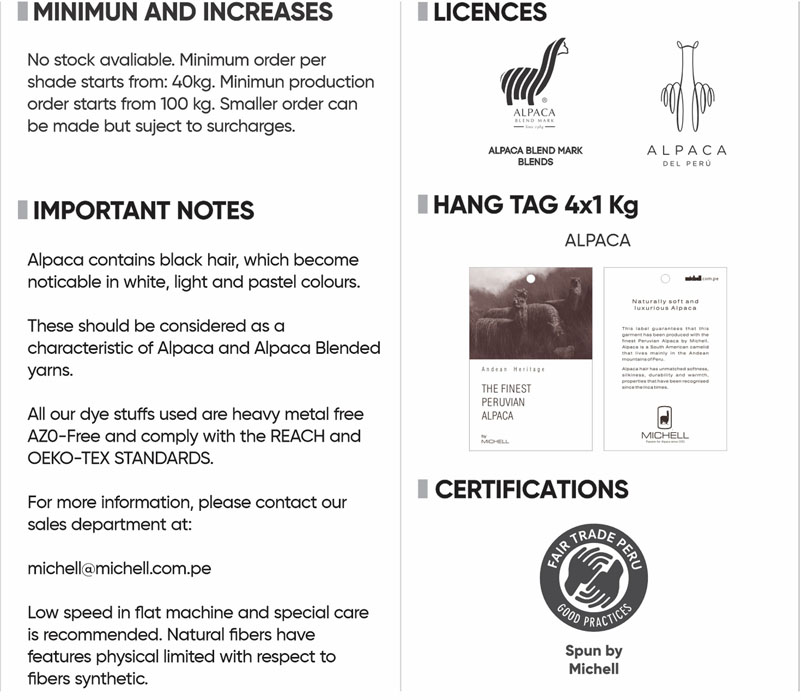 MINIMUN AND INCREASES
No stock avaliable. Minimum order per
shade starts from: 40kg. Minimun production
order starts from 100 kg. Smaller order can
be made but suject to surcharges.
IMPORTANT NOTES
Alpaca contains black hair, which become
noticable in white, light and pastel colours.
These should be considered as a
characteristic of Alpaca and Alpaca Blended
yarns.
All our dye stuffs used are heavy metal free
AZ0-Free and comply with the REACH and
OEKO-TEX STANDARDS.
For more information, please contact our
sales department at:
michell@michell.com.pe
Low speed in flat machine and special care
is recommended. Natural fibers have
features physical limited with respect to
fibers synthetic.
LICENCES
®
ALPACA
BLEND MARK
Est. 1984
ALPACA BLEND MARK
BLENDS
ALPACA
DEL PERÚ
HANG TAG 4x1 Kg
ALPACA
Andean Heritage
THE FINEST
PERUVIAN
ALPACA
by
MICHELL
michell.com.pe
Naturally soft and
luxurious Alpaca
This label guarantees that this
garment has been produced with the
finest Peruvian Alpaca by Michell.
Alpaca is a South American camelid
that lives mainly in the Andean
mountains of Peru.
Alpaca hair has unmatched softness,
silkiness, durability and warmth,
properties that have been recognised
since the Inca times.
MICHELL
CERTIFICATIONS
FAIR TRADE PERU
GOOD PRACTICES
Spun by
Michell